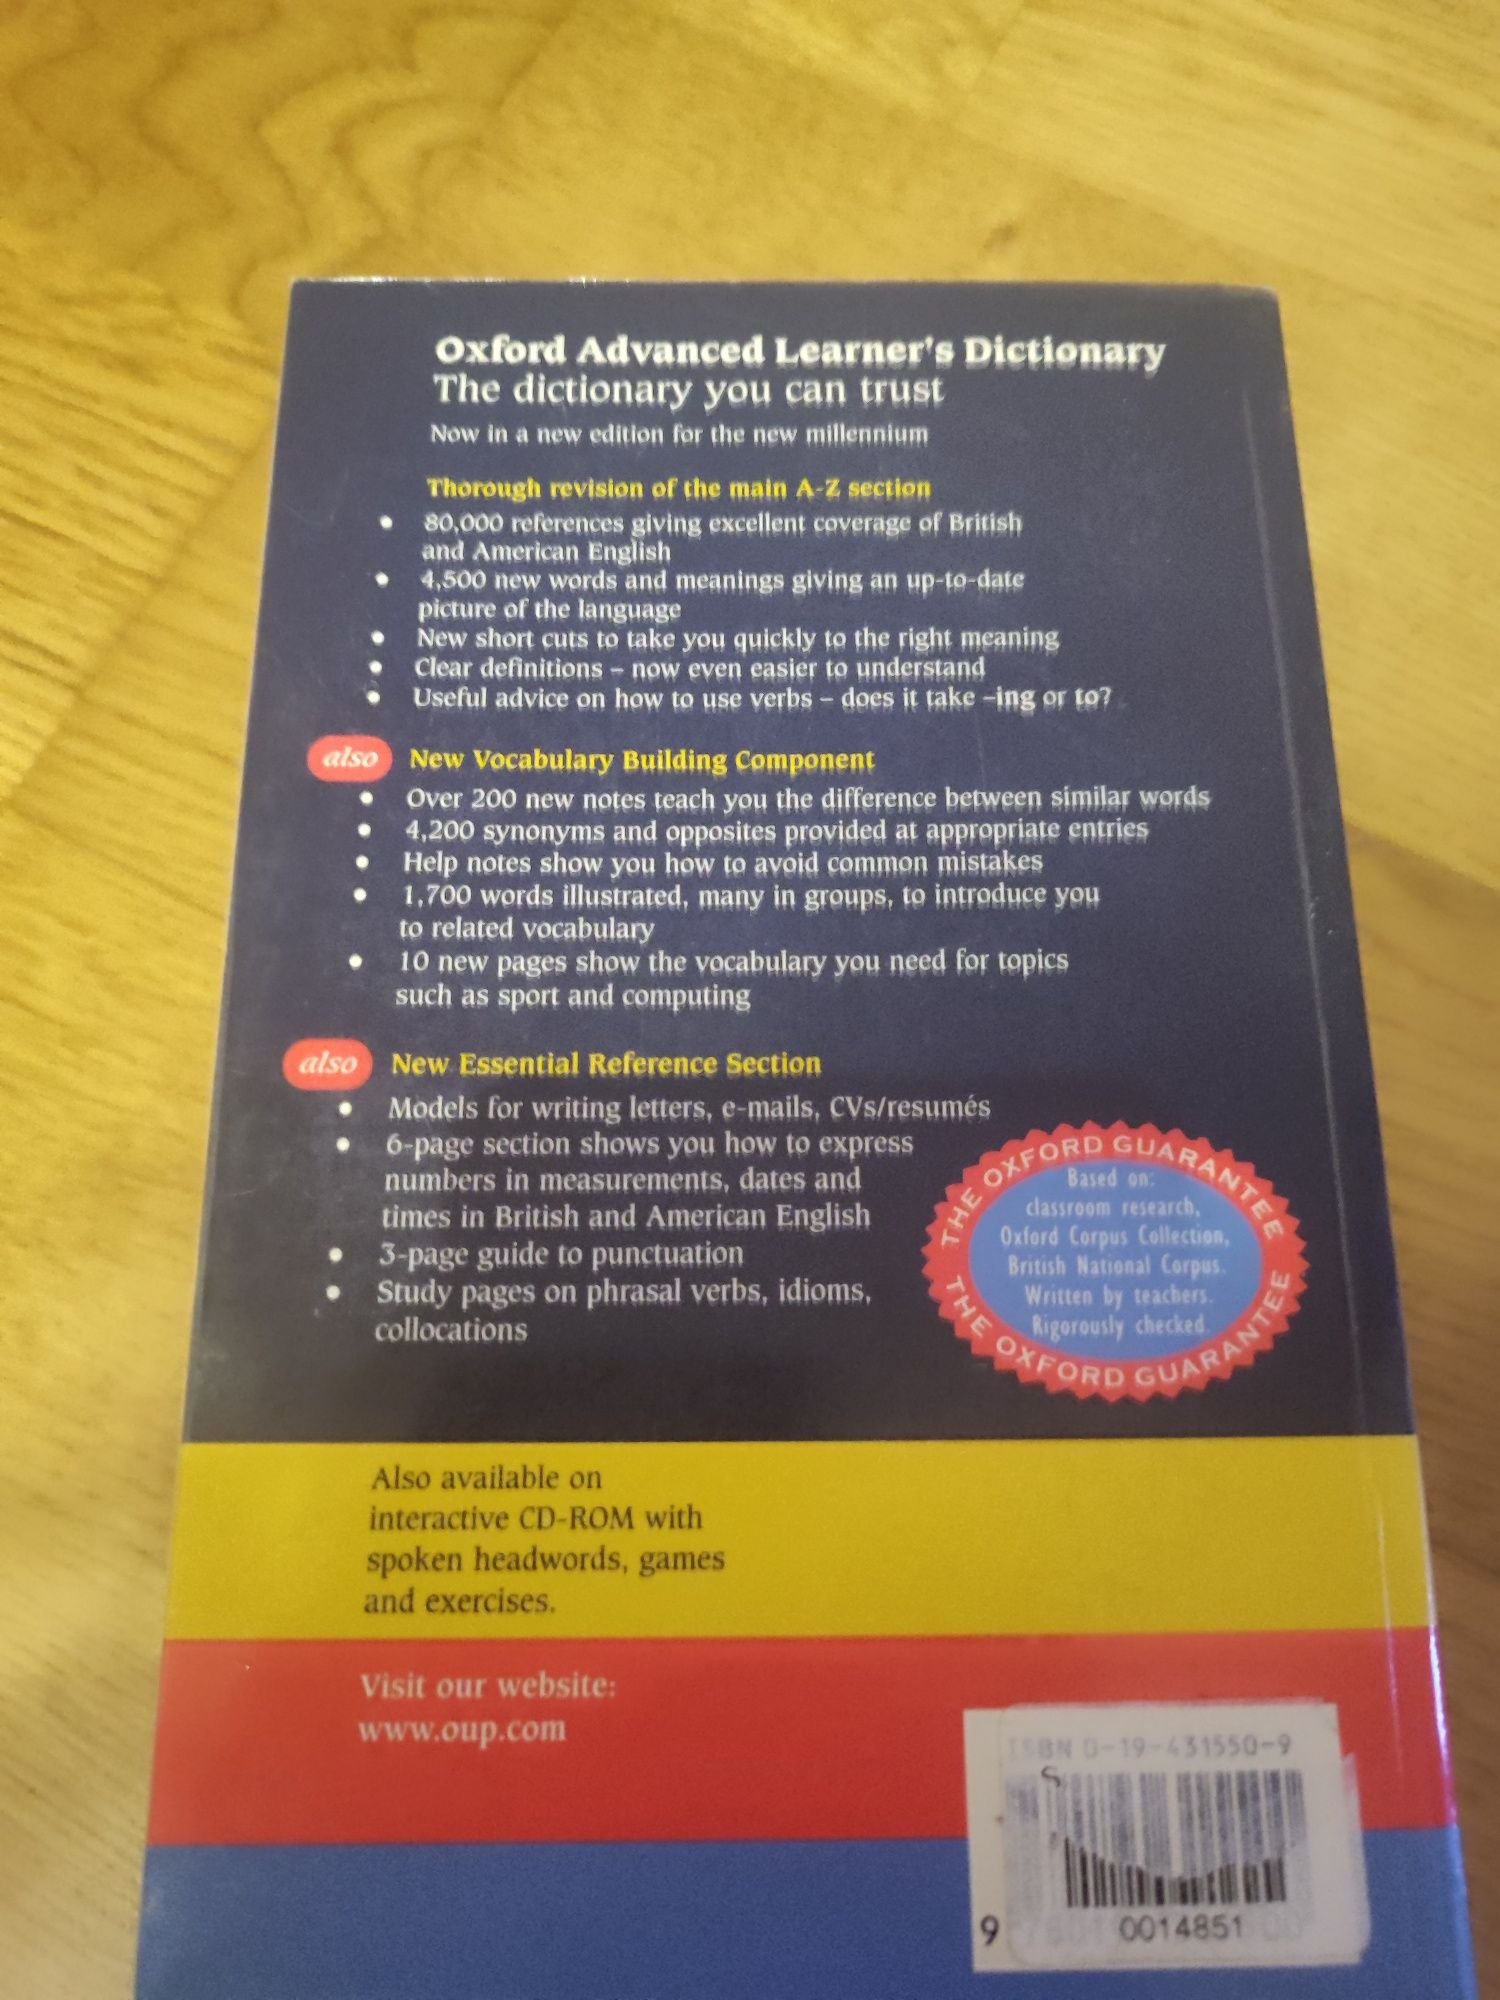 Oxford Advanced Learner's Dictionary
The dictionary you can trust
Now in a new edition for the new millennium
Thorough revision of the main A-Z section
• 80,000 references giving excellent coverage of British
and American English
• 4,500 new words and meanings giving an up-to-date
picture of the language
• New short cuts to take you quickly to the right meaning
• Clear definitions – now even easier to understand
• Useful advice on how to use verbs – does it take –ing or to?
also New Vocabulary Building Component
• Over 200 new notes teach you the difference between similar words
• 4,200 synonyms and opposites provided at appropriate entries
• Help notes show you how to avoid common mistakes
• 1,700 words illustrated, many in groups, to introduce you
to related vocabulary
• 10 new pages show the vocabulary you need for topics
such as sport and computing
also New Essential Reference Section
• Models for writing letters, e-mails, CVs/resumés
• 6-page section shows you how to express
numbers in measurements, dates and
times in British and American English
• 3-page guide to punctuation
• Study pages on phrasal verbs, idioms,
collocations
THE OXFORD GUARANTEE
Based on:
classroom research,
Oxford Corpus Collection,
British National Corpus.
Written by teachers.
Rigorously checked.
THE OXFORD GUARANTEE
Also available on
interactive CD-ROM with
spoken headwords, games
and exercises.
Visit our website:
www.oup.com
ISBN 0-19-431550-9
9
0014851